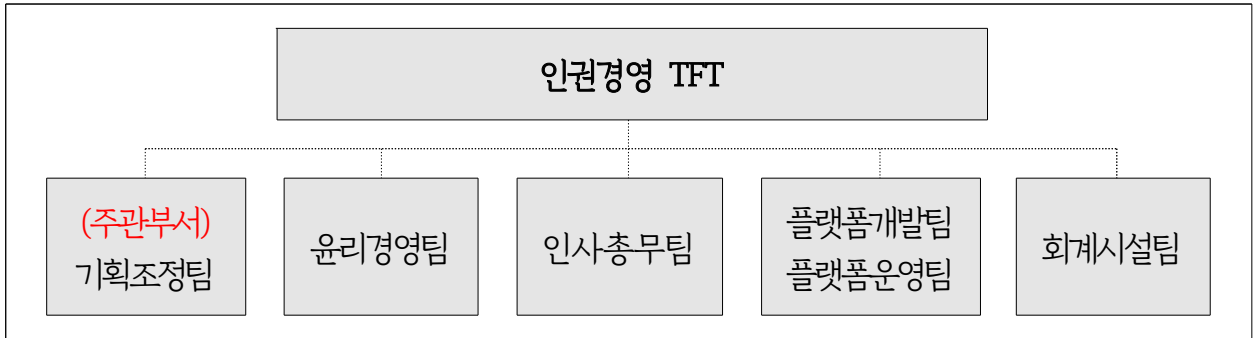 인권경영 TFT
(주관부서)
기획조정팀
윤리경영팀
인사총무팀
플랫폼개발팀
플랫폼운영팀
회계시설팀